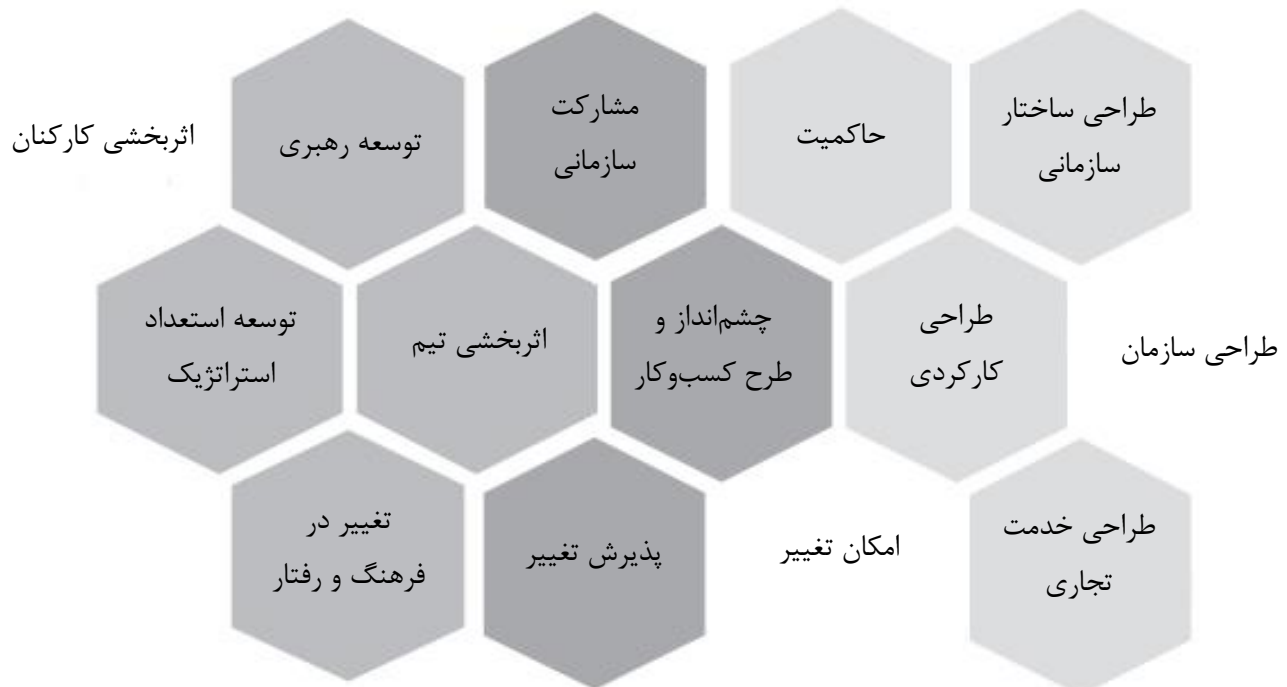 طراحی ساختار
سازمانی
حاکمیت
مشارکت
سازمانی
توسعه رهبری
اثربخشی کارکنان
طراحی سازمان
طراحی
کارکردی
چشم‌انداز و
طرح کسب‌وکار
اثربخشی تیم
توسعه استعداد
استراتژیک
طراحی خدمت
تجاری
امکان تغییر
پذیرش تغییر
تغییر در
فرهنگ و رفتار